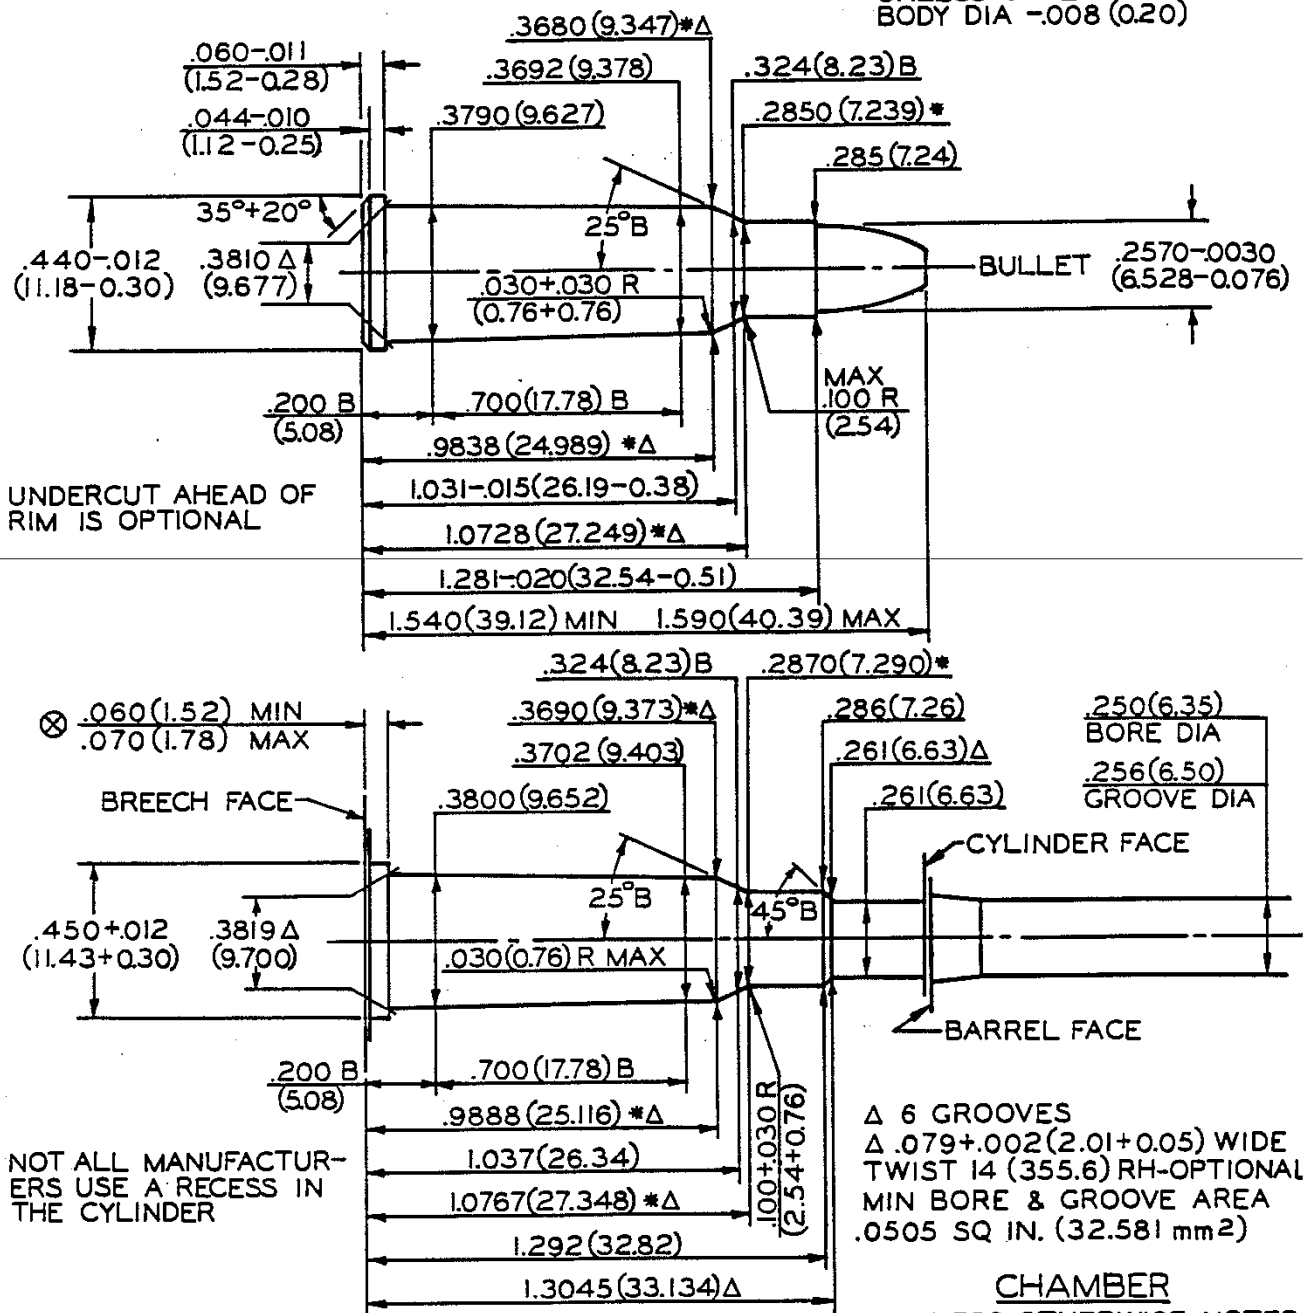 BODY DIA -.008 (0.20)
.3680 (9.347)*Δ
.060-.011
(1.52-0.28)
.3692(9.378)
.324(8.23) B
.044-.010
(1.12-0.25)
.3790(9.627)
.2850 (7.239)*
.285(7.24)
35°+20°
25°B
.440-.012
(11.18-0.30)
.3810 Δ
(9.677)
.030+.030 R
(0.76+0.76)
BULLET
.2570-.0030
(6.528-0.076)
MAX
.100 R
(2.54)
.200 B
(5.08)
.700(17.78) B
.9838(24.989) *Δ
UNDERCUT AHEAD OF
RIM IS OPTIONAL
1.031-.015(26.19-0.38)
1.0728(27.249)*Δ
1.281-.020(32.54-0.51)
1.540(39.12) MIN 1.590(40.39) MAX
.324(8.23)B
.2870(7.290)*
⊗ .060(1.52) MIN
.070(1.78) MAX
.3690(9.373)*Δ
.286(7.26)
.250(6.35)
BORE DIA
.3702(9.403)
.261(6.63)Δ
.256(6.50)
GROOVE DIA
BREECH FACE
.3800(9.652)
.261(6.63)
CYLINDER FACE
25°B
45°B
.450+.012
(11.43+0.30)
.3819 Δ
(9.700)
.030(0.76) R MAX
BARREL FACE
.200 B
(5.08)
.700(17.78) B
.100+.030 R
(2.54+0.76)
.9888(25.116) *Δ
NOT ALL MANUFACTUR-
ERS USE A RECESS IN
THE CYLINDER
1.037(26.34)
1.0767(27.348) *Δ
1.292(32.82)
1.3045(33.134)Δ
Δ 6 GROOVES
Δ .079+.002(2.01+0.05) WIDE
TWIST 14 (355.6) RH-OPTIONAL
MIN BORE & GROOVE AREA
.0505 SQ IN. (32.581 mm2)
CHAMBER